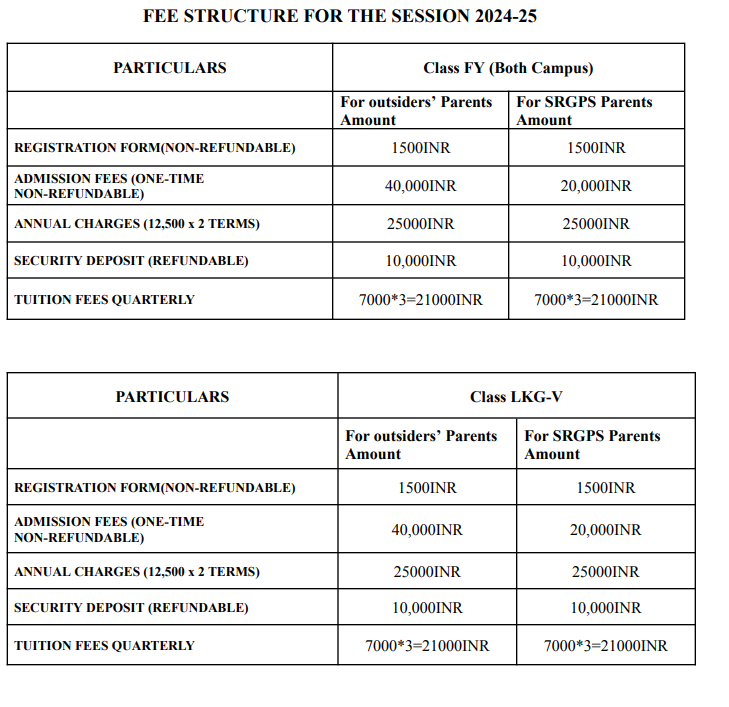 FEE STRUCTURE FOR THE SESSION 2024-25
PARTICULARS Class FY (Both Campus)
For outsiders’ Parents For SRGPS Parents
Amount Amount
REGISTRATION FORM(NON-REFUNDABLE) 1500INR 1500INR
ADMISSION FEES (ONE-TIME
NON-REFUNDABLE) 40,000INR 20,000INR
ANNUAL CHARGES (12,500 x 2 TERMS) 25000INR 25000INR
SECURITY DEPOSIT (REFUNDABLE) 10,000INR 10,000INR
TUITION FEES QUARTERLY 7000*3=21000INR 7000*3=21000INR
PARTICULARS Class LKG-V
For outsiders’ Parents For SRGPS Parents
Amount Amount
REGISTRATION FORM(NON-REFUNDABLE) 1500INR 1500INR
ADMISSION FEES (ONE-TIME
NON-REFUNDABLE) 40,000INR 20,000INR
ANNUAL CHARGES (12,500 x 2 TERMS) 25000INR 25000INR
SECURITY DEPOSIT (REFUNDABLE) 10,000INR 10,000INR
TUITION FEES QUARTERLY 7000*3=21000INR 7000*3=21000INR